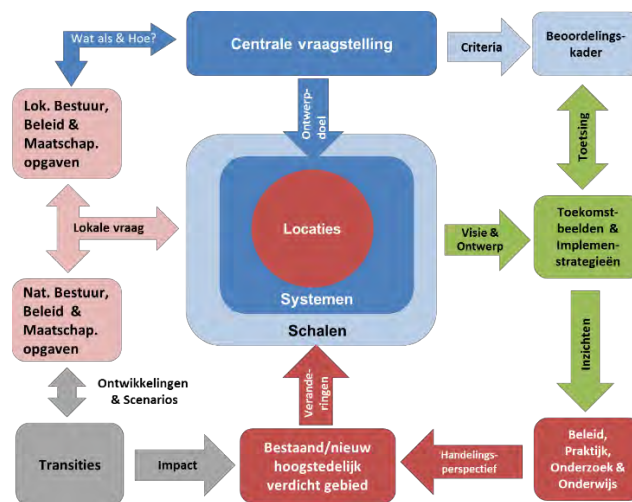 Wat als & Hoe?
Centrale vraagstelling
Criteria
Beoordelings-
kader
Lok. Bestuur,
Beleid &
Maatschap.
opgaven
Ontwerp-
doel
Toetsing
Lokale vraag
Locaties
Systemen
Schalen
Visie &
Ontwerp
Toekomst-
beelden &
Implemen-
strategieën
Nat. Bestuur,
Beleid &
Maatschap.
opgaven
Ontwikkelingen
& Scenarios
Verande-
ringen
Inzichten
Transities
Impact
Bestaand/nieuw
hoogstedelijk
verdicht gebied
Handelings-
perspectief
Beleid,
Praktijk,
Onderzoek &
Onderwijs